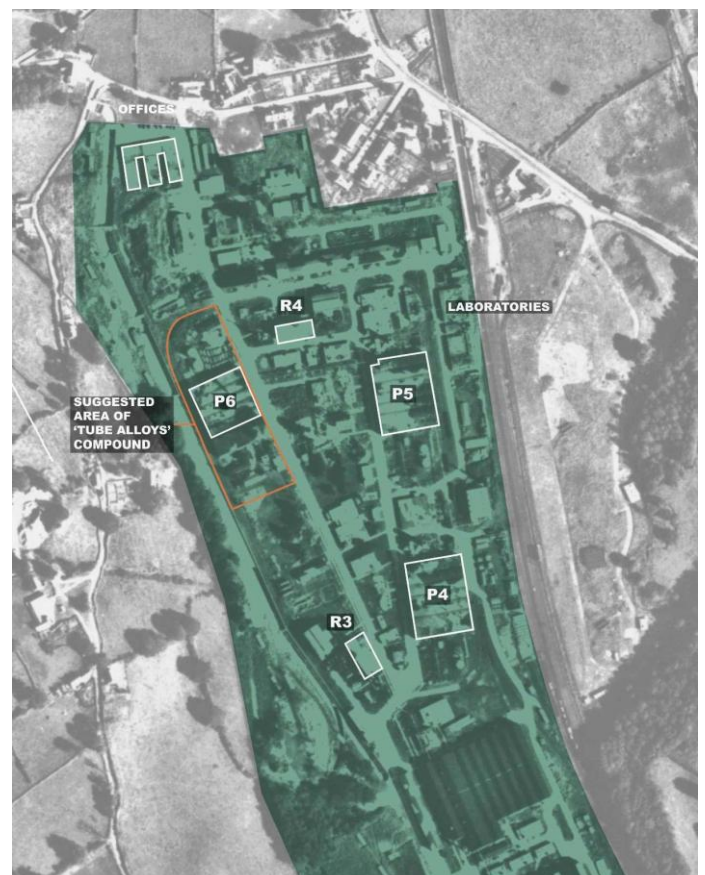 OFFICES
R4
LABORATORIES
P5
P6
SUGGESTED
AREA OF
‘TUBE ALLOYS’
COMPOUND
P4
R3